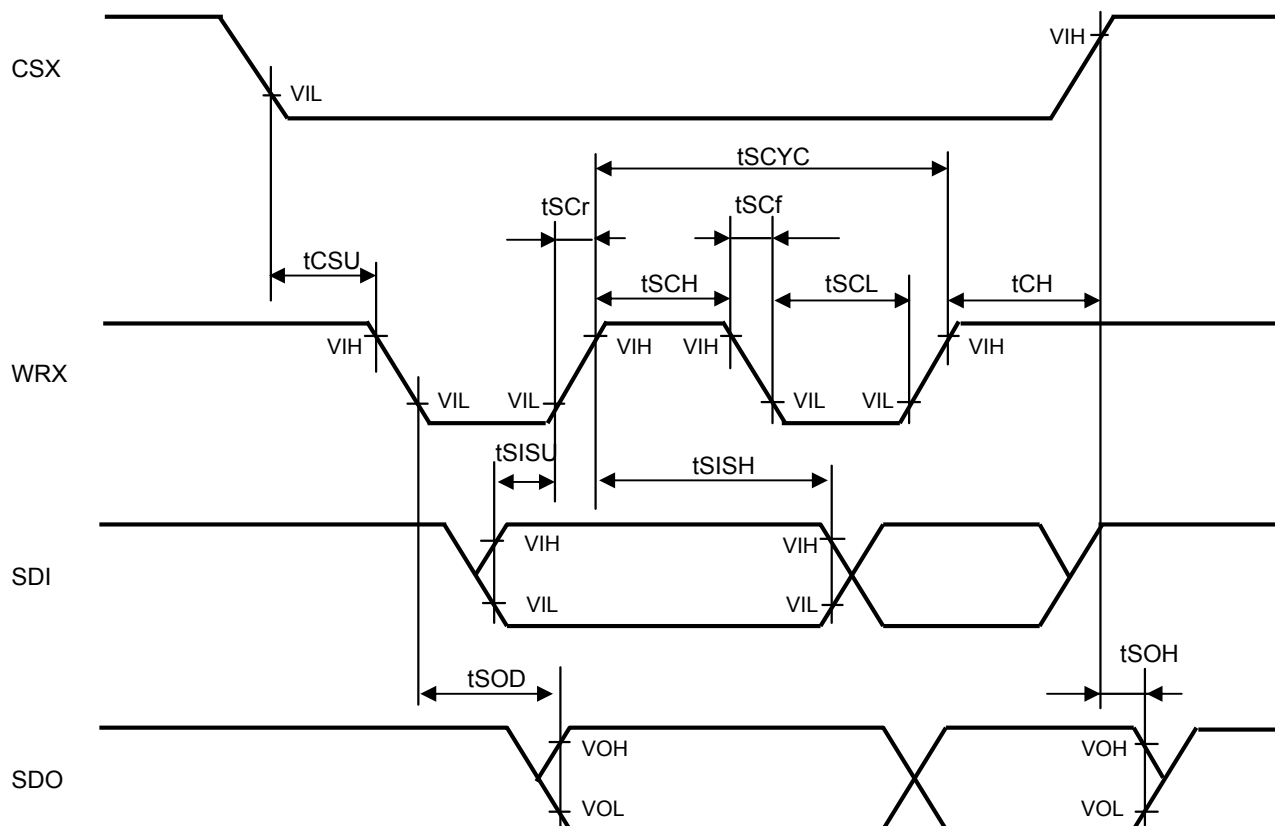 CSX
VIH
VIL
tSCYC
tSCr
tSCf
tCSU
tSCH
tSCL
tCH
WRX
VIH
VIH
VIH
VIH
VIL
VIL
VIL
VIL
tSISU
tSISH
SDI
VIH
VIH
VIL
VIL
tSOD
tSOH
SDO
VOH
VOH
VOL
VOL